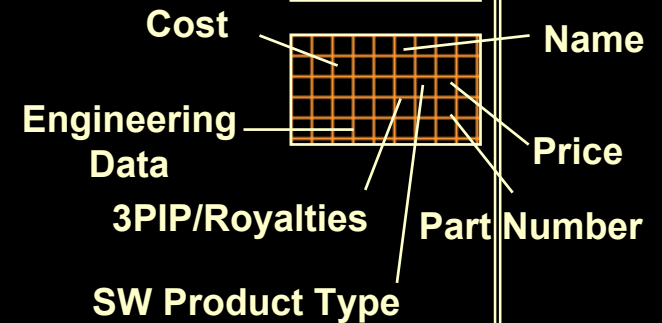 Cost
Name
Engineering
Data
Price
3PIP/Royalties
Part Number
SW Product Type